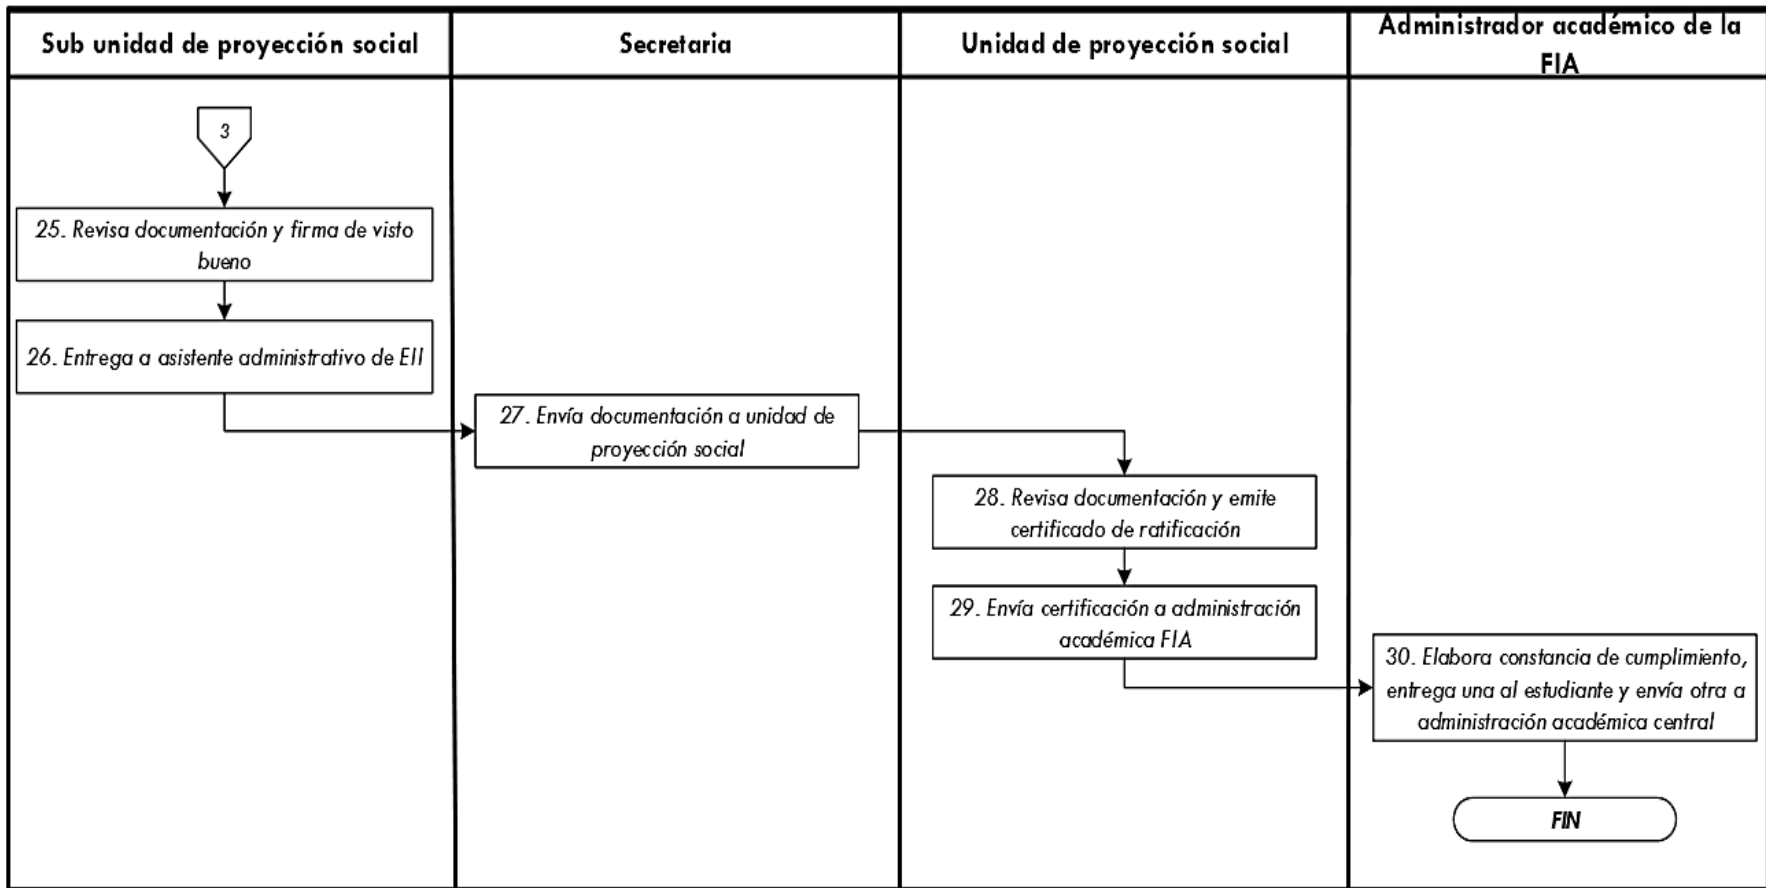 Sub unidad de proyección social
Secretaria
Unidad de proyección social
Administrador académico de la
FIA
3
25. Revisa documentación y firma de visto
bueno
26. Entrega a asistente administrativo de EII
27. Envía documentación a unidad de
proyección social
28. Revisa documentación y emite
certificado de ratificación
29. Envía certificación a administración
académica FIA
30. Elabora constancia de cumplimiento,
entrega una al estudiante y envía otra a
administración académica central
FIN